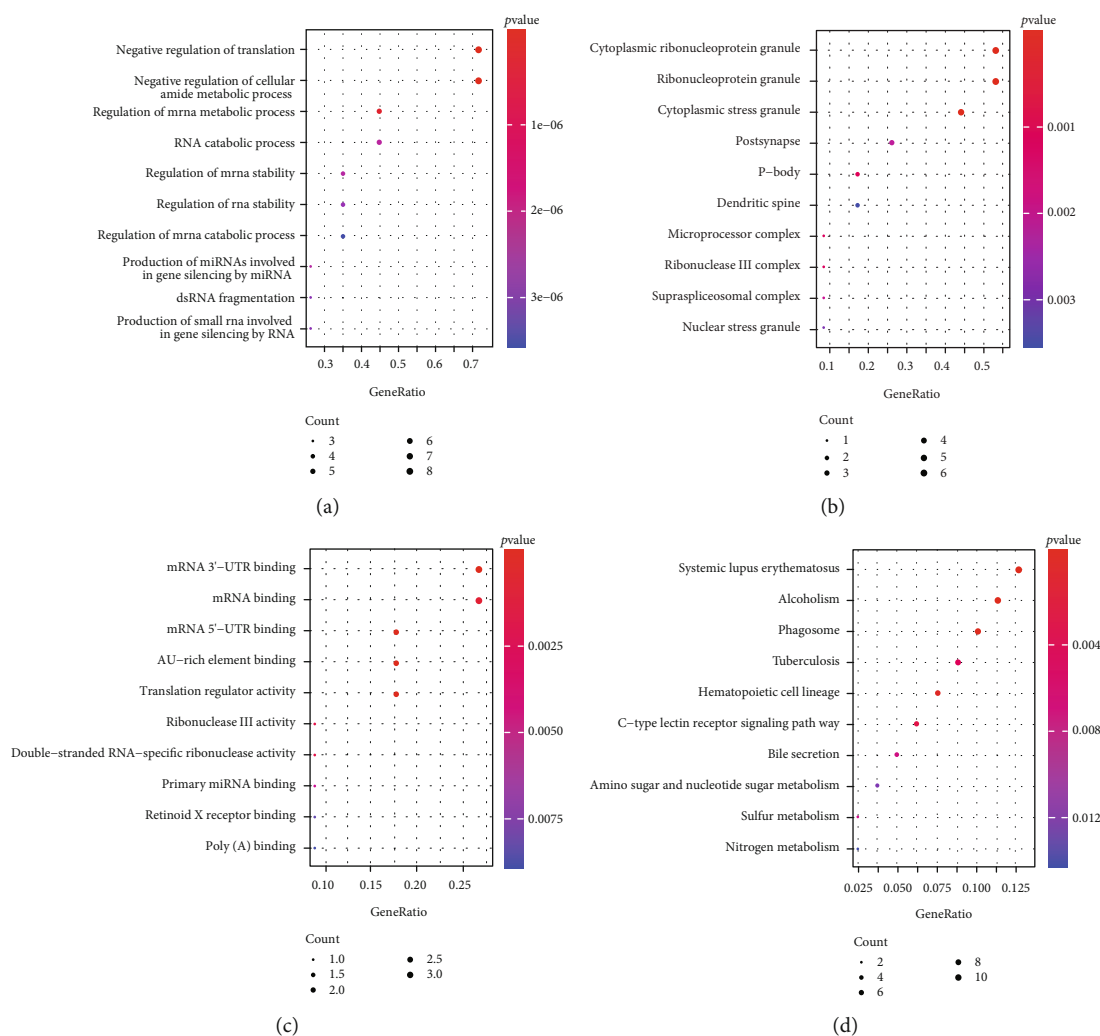 pvalue
Negative regulation of translation
Negative regulation of cellular
amide metabolic process
Regulation of mrna metabolic process
RNA catabolic process
Regulation of mrna stability
Regulation of rna stability
Regulation of mrna catabolic process
Production of miRNAs involved
in gene silencing by miRNA
dsRNA fragmentation
Production of small rna involved
in gene silencing by RNA
1e−06
2e−06
3e−06
0.3 0.4 0.5 0.6 0.7
GeneRatio
Count
3 6
4 7
5 8
(a)
pvalue
Cytoplasmic ribonucleoprotein granule
Ribonucleoprotein granule
Cytoplasmic stress granule
Postsynapse
P−body
Dendritic spine
Microprocessor complex
Ribonuclease III complex
Supraspliceosomal complex
Nuclear stress granule
0.001
0.002
0.003
0.1 0.2 0.3 0.4 0.5
GeneRatio
Count
1 4
2 5
3 6
(b)
pvalue
mRNA 3'−UTR binding
mRNA binding
mRNA 5'−UTR binding
AU−rich element binding
Translation regulator activity
Ribonuclease III activity
Double−stranded RNA−specific ribonuclease activity
Primary miRNA binding
Retinoid X receptor binding
Poly (A) binding
0.0025
0.0050
0.0075
0.10 0.15 0.20 0.25
GeneRatio
Count
1.0 2.5
1.5 3.0
2.0
(c)
pvalue
Systemic lupus erythematosus
Alcoholism
Phagosome
Tuberculosis
Hematopoietic cell lineage
C−type lectin receptor signaling path way
Bile secretion
Amino sugar and nucleotide sugar metabolism
Sulfur metabolism
Nitrogen metabolism
0.004
0.008
0.012
0.025 0.050 0.075 0.100 0.125
GeneRatio
Count
2 8
4 10
6
(d)